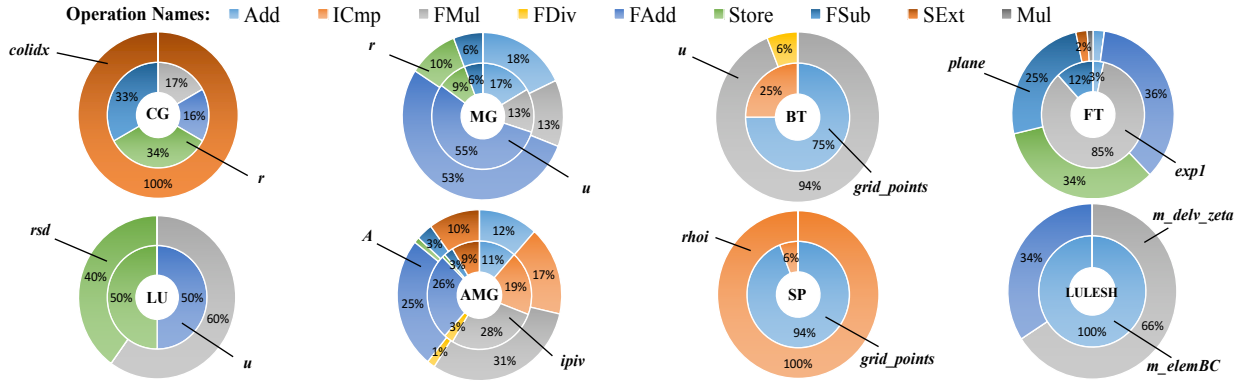 Operation Names: Add ICmp FMul FDiv FAdd Store FSub SExt Mul
colidx
17%
33%
CG
16%
34%
100%
r
r
10%
6%
18%
9%
6%
17%
MG
13%
13%
55%
53%
u
u
6%
25%
BT
75%
94%
grid_points
plane
2%
25%
12%
3%
36%
FT
85%
34%
exp1
rsd
40%
50%
LU
50%
60%
u
A
10%
12%
3%
3%
9%
11%
17%
26%
19%
AMG
25%
3%
28%
1%
31%
ipiv
rhoi
6%
SP
94%
100%
grid_points
m_delv_zeta
34%
LULESH
66%
100%
m_elemBC